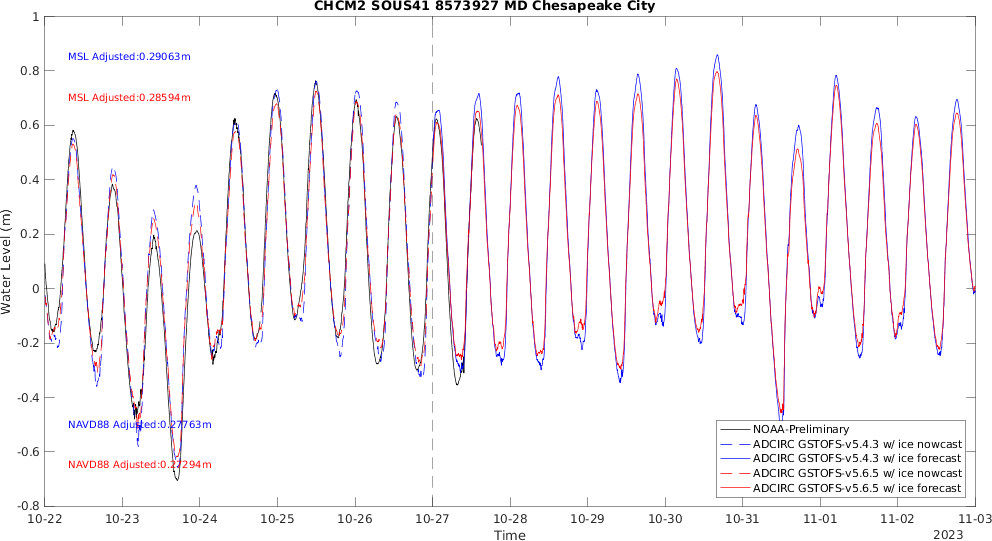 CHCM2 SOUS41 8573927 MD Chesapeake City
1
MSL Adjusted:0.29063m
0.8
MSL Adjusted:0.28594m
0.6
0.4
0.2
0
-0.2
-0.4
NAVD88 Adjusted:0.27763m
-0.6
NAVD88 Adjusted:0.27294m
-0.8
Water Level (m)
NOAA-Preliminary
ADCIRC GSTOFS-v5.4.3 w/ ice nowcast
ADCIRC GSTOFS-v5.4.3 w/ ice forecast
ADCIRC GSTOFS-v5.6.5 w/ ice nowcast
ADCIRC GSTOFS-v5.6.5 w/ ice forecast
10-22 10-23 10-24 10-25 10-26 10-27 10-28 10-29 10-30 10-31 11-01 11-02 11-03
Time
2023